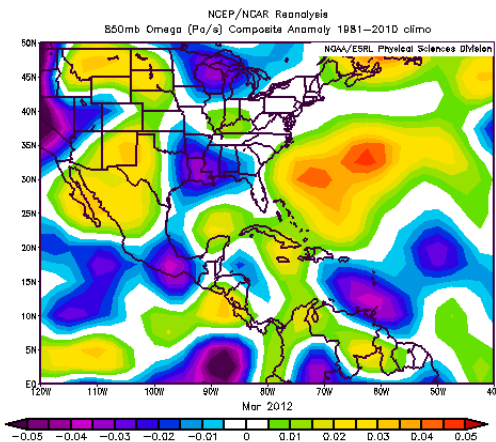 NCEP/NCAR Reanalysis
850mb Omega (Pa/s) Composite Anomaly 1981-2010 climo
NOAA/ESRL Physical Sciences Division
50N
45N
40N
35N
30N
25N
20N
15N
10N
5N
EQ
120W 110W 100W 90W 80W 70W 60W 50W 40
Mar 2012
-0.05 -0.04 -0.03 -0.02 -0.01 0 0.01 0.02 0.03 0.04 0.05